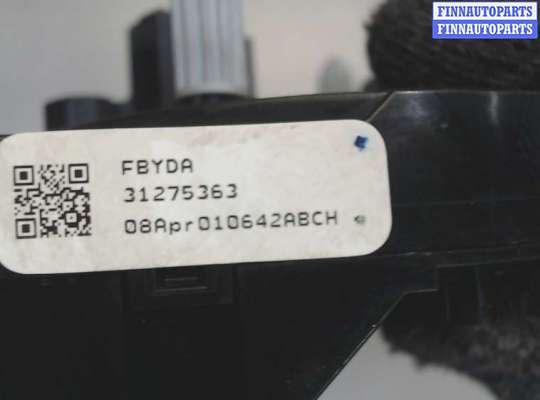 FINNAUTOPARTS
FINNAUTOPARTS
FBYDA
31275363
08Apr010642ABCH